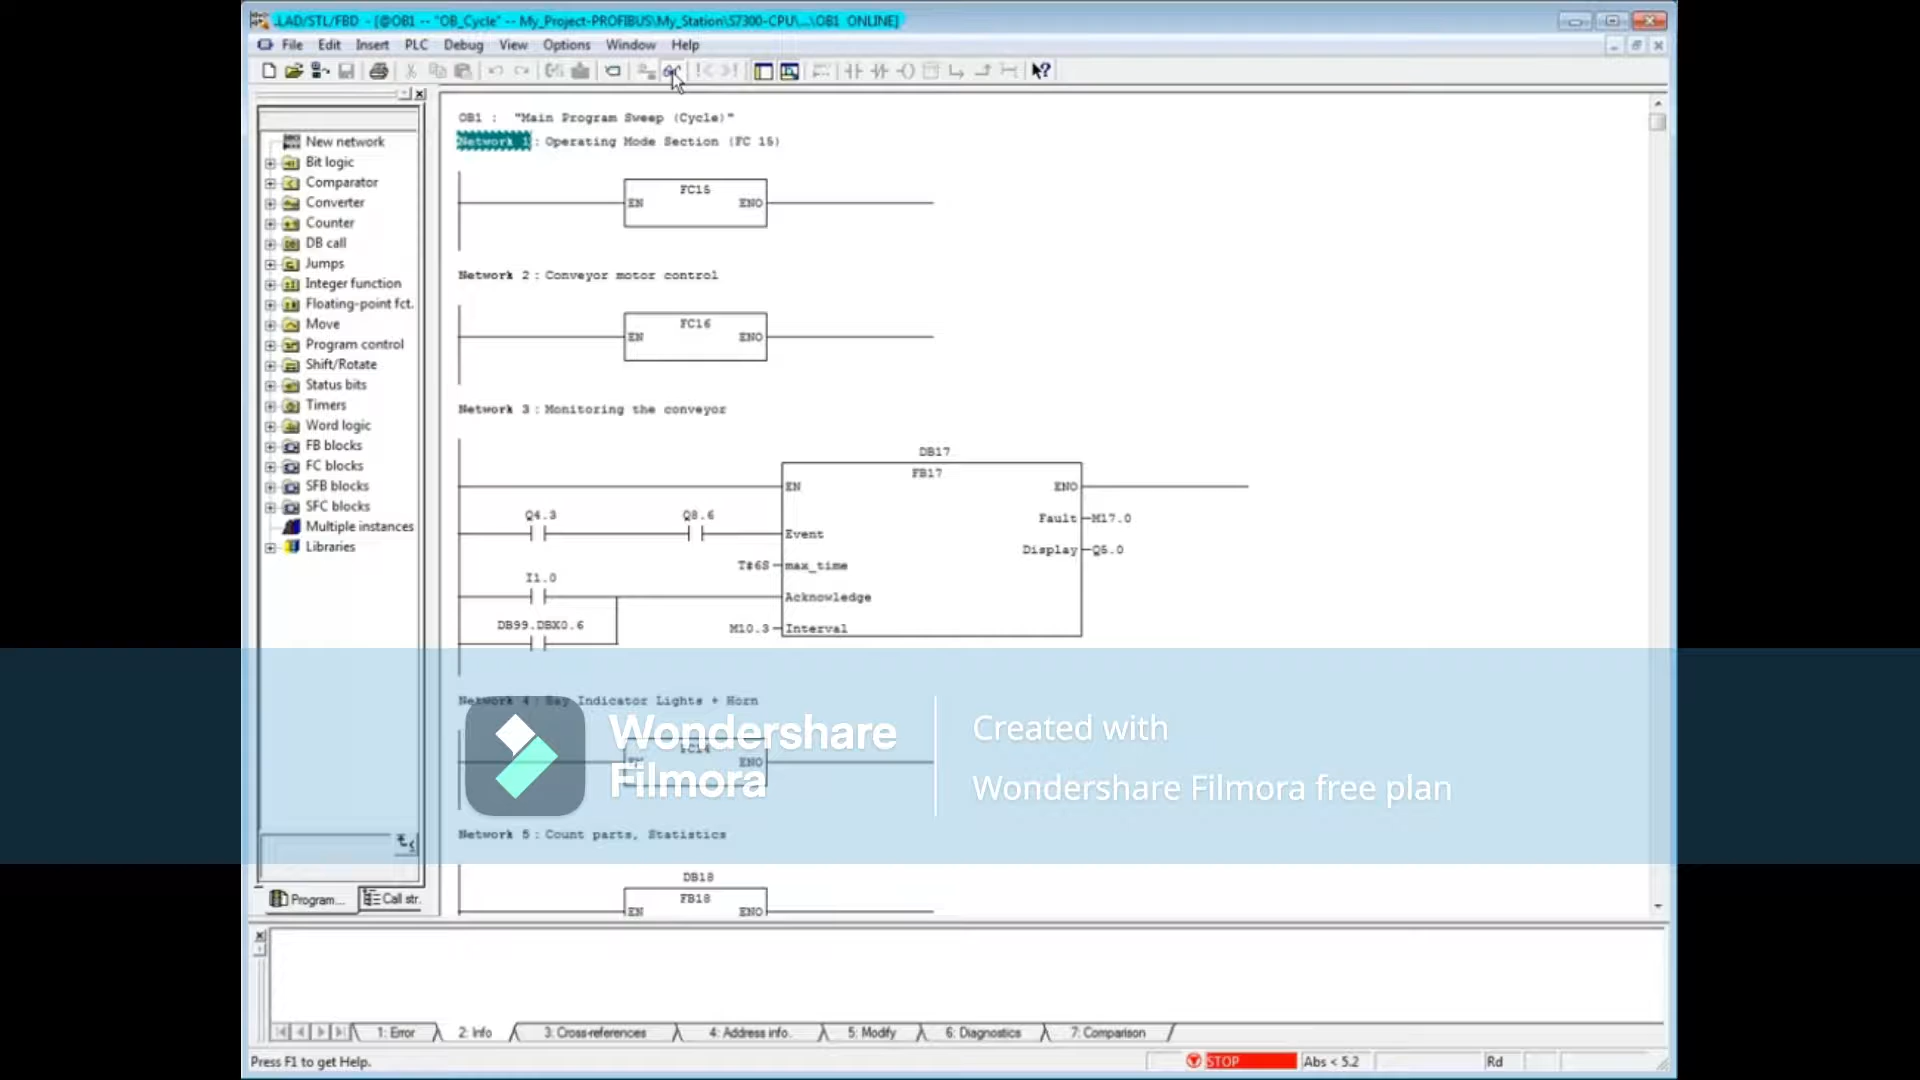 LAD/STL/FBD - [@OB1 -- "OB_Cycle" -- My_Project-PROFIBUS\My_Station\S7300-CPU\...\OB1 ONLINE]
File Edit Insert PLC Debug View Options Window Help
New network
Bit logic
Comparator
Converter
Counter
DB call
Jumps
Integer function
Floating-point fct.
Move
Program control
Shift/Rotate
Status bits
Timers
Word logic
FB blocks
FC blocks
SFB blocks
SFC blocks
Multiple instances
Libraries
Program... Call str.
OB1 : "Main Program Sweep (Cycle)"
Network 1 : Operating Mode Section (FC 15)
FC15
EN ENO
Network 2 : Conveyor motor control
FC16
EN ENO
Network 3 : Monitoring the conveyor
DB17
FB17
EN ENO
Q4.3 Q8.6 Fault M17.0
Event
Display Q5.0
T#6S max_time
I1.0
Acknowledge
DB99.DBX0.6
M10.3 Interval
Network 4 : Bay Indicator Lights + Horn
FC14
EN ENO
Wondershare Filmora
Created with
Wondershare Filmora free plan
Network 5 : Count parts, Statistics
DB18
FB18
EN ENO
1: Error 2: Info 3: Cross-references 4: Address info. 5: Modify 6: Diagnostics 7: Comparison
Press F1 to get Help. STOP Abs < 5.2 Rd